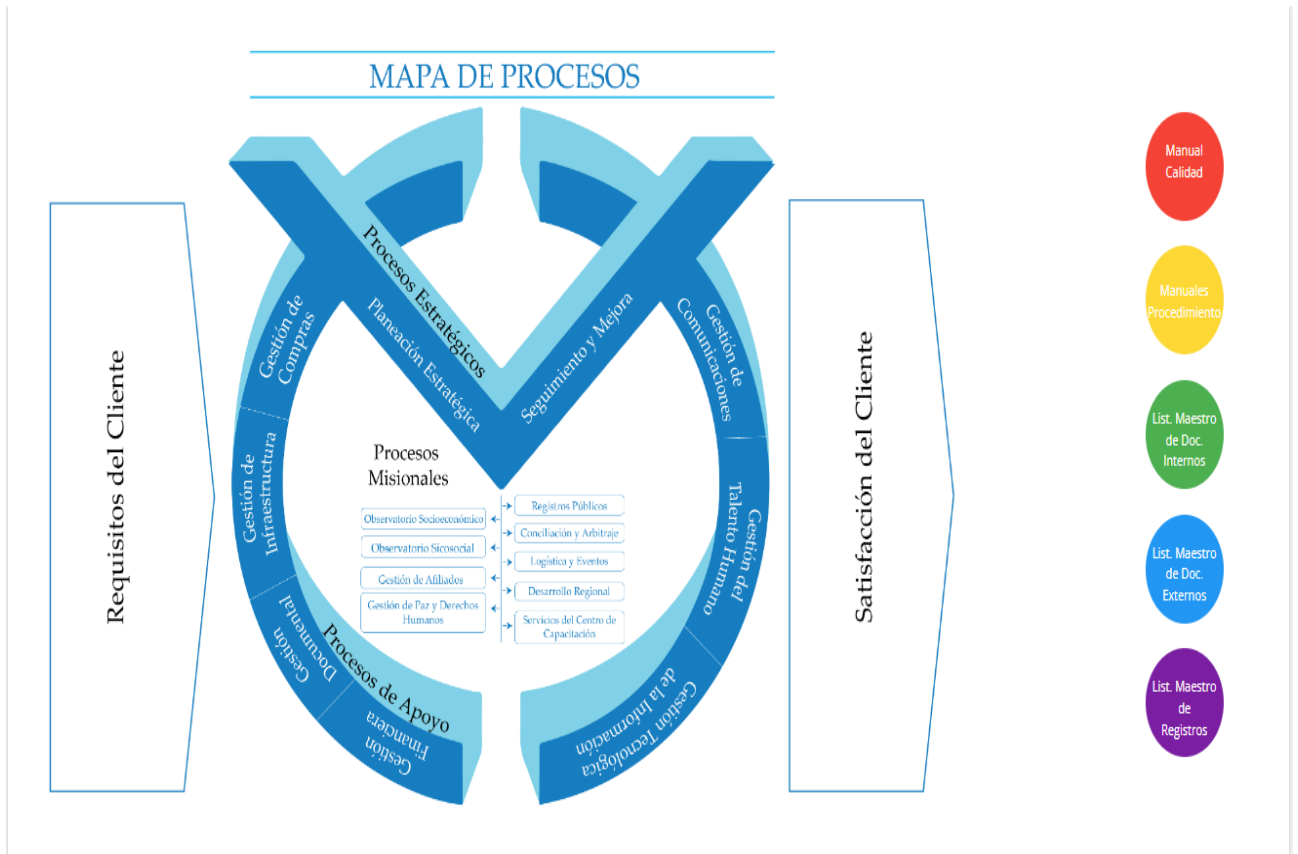 MAPA DE PROCESOS
Requisitos del Cliente
Procesos Estratégicos
Planeación Estratégica
Seguimiento y Mejora
Gestión de
Compras
Gestión de
Infraestructura
Gestión
Documental
Gestión
Financiera
Procesos de Apoyo
Gestión de
Comunicaciones
Gestión del
Talento Humano
Gestión Tecnológica
de la Información
Procesos
Misionales
Observatorio Socioeconómico
Observatorio Sicosocial
Gestión de Afiliados
Gestión de Paz y Derechos
Humanos
Registros Públicos
Conciliación y Arbitraje
Logística y Eventos
Desarrollo Regional
Servicios del Centro de
Capacitación
Satisfacción del Cliente
Manual
Calidad
Manuales
Procedimiento
List. Maestro
de Doc.
Internos
List. Maestro
de Doc.
Externos
List. Maestro
de
Registros